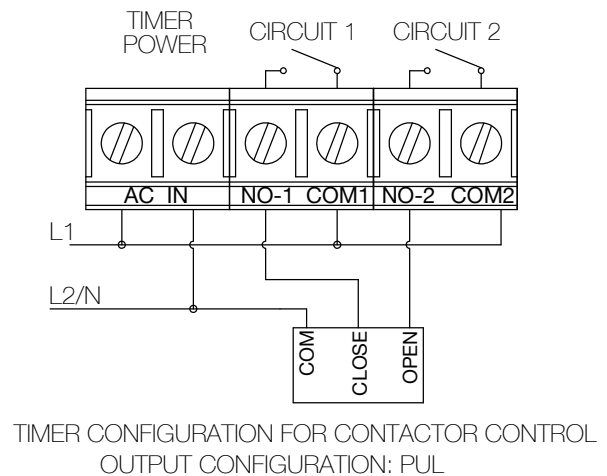 TIMER
POWER
CIRCUIT 1
CIRCUIT 2
AC IN
NO-1
COM1
NO-2
COM2
L1
L2/N
COM
CLOSE
OPEN
TIMER CONFIGURATION FOR CONTACTOR CONTROL
OUTPUT CONFIGURATION: PUL